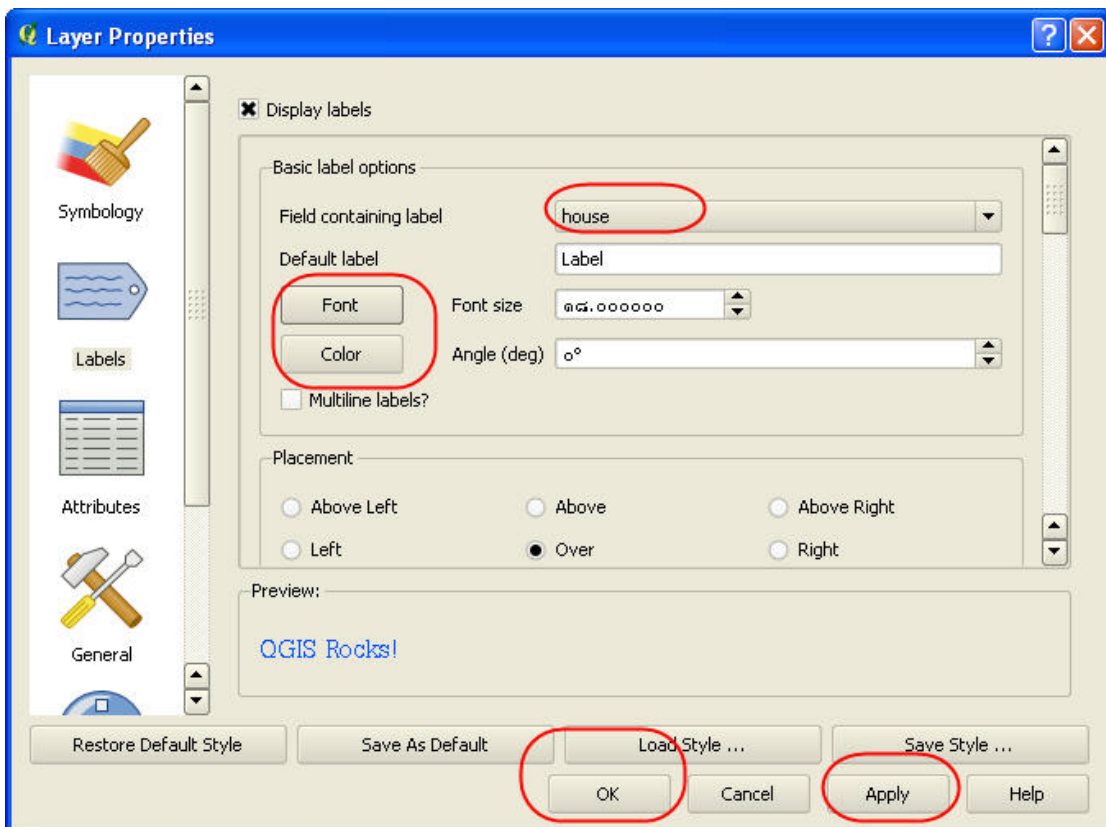 Layer Properties
Display labels
Basic label options
Symbology
Field containing label
house
Default label
Label
Font
Font size
๑๘.๐๐๐๐๐๐
Labels
Color
Angle (deg)
๐°
Multiline labels?
Placement
Attributes
Above Left
Above
Above Right
Left
Over
Right
Preview:
General
QGIS Rocks!
Restore Default Style
Save As Default
Load Style ...
Save Style ...
OK
Cancel
Apply
Help